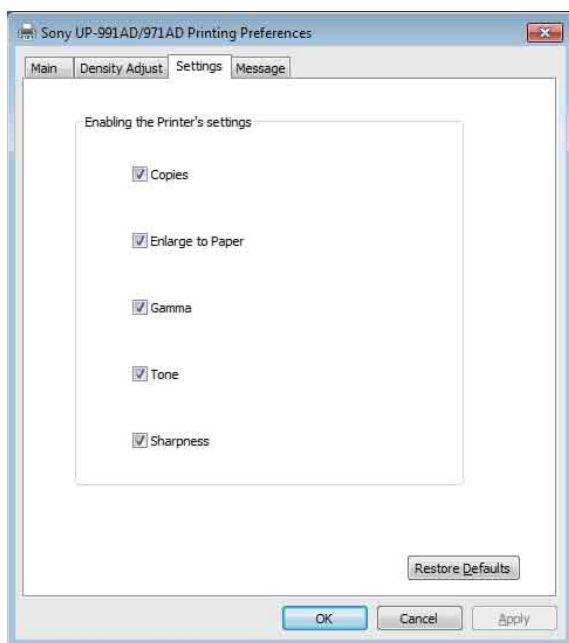 Sony UP-991AD/971AD Printing Preferences
Main Density Adjust Settings Message
Enabling the Printer's settings
Copies
Enlarge to Paper
Gamma
Tone
Sharpness
Restore Defaults
OK Cancel Apply